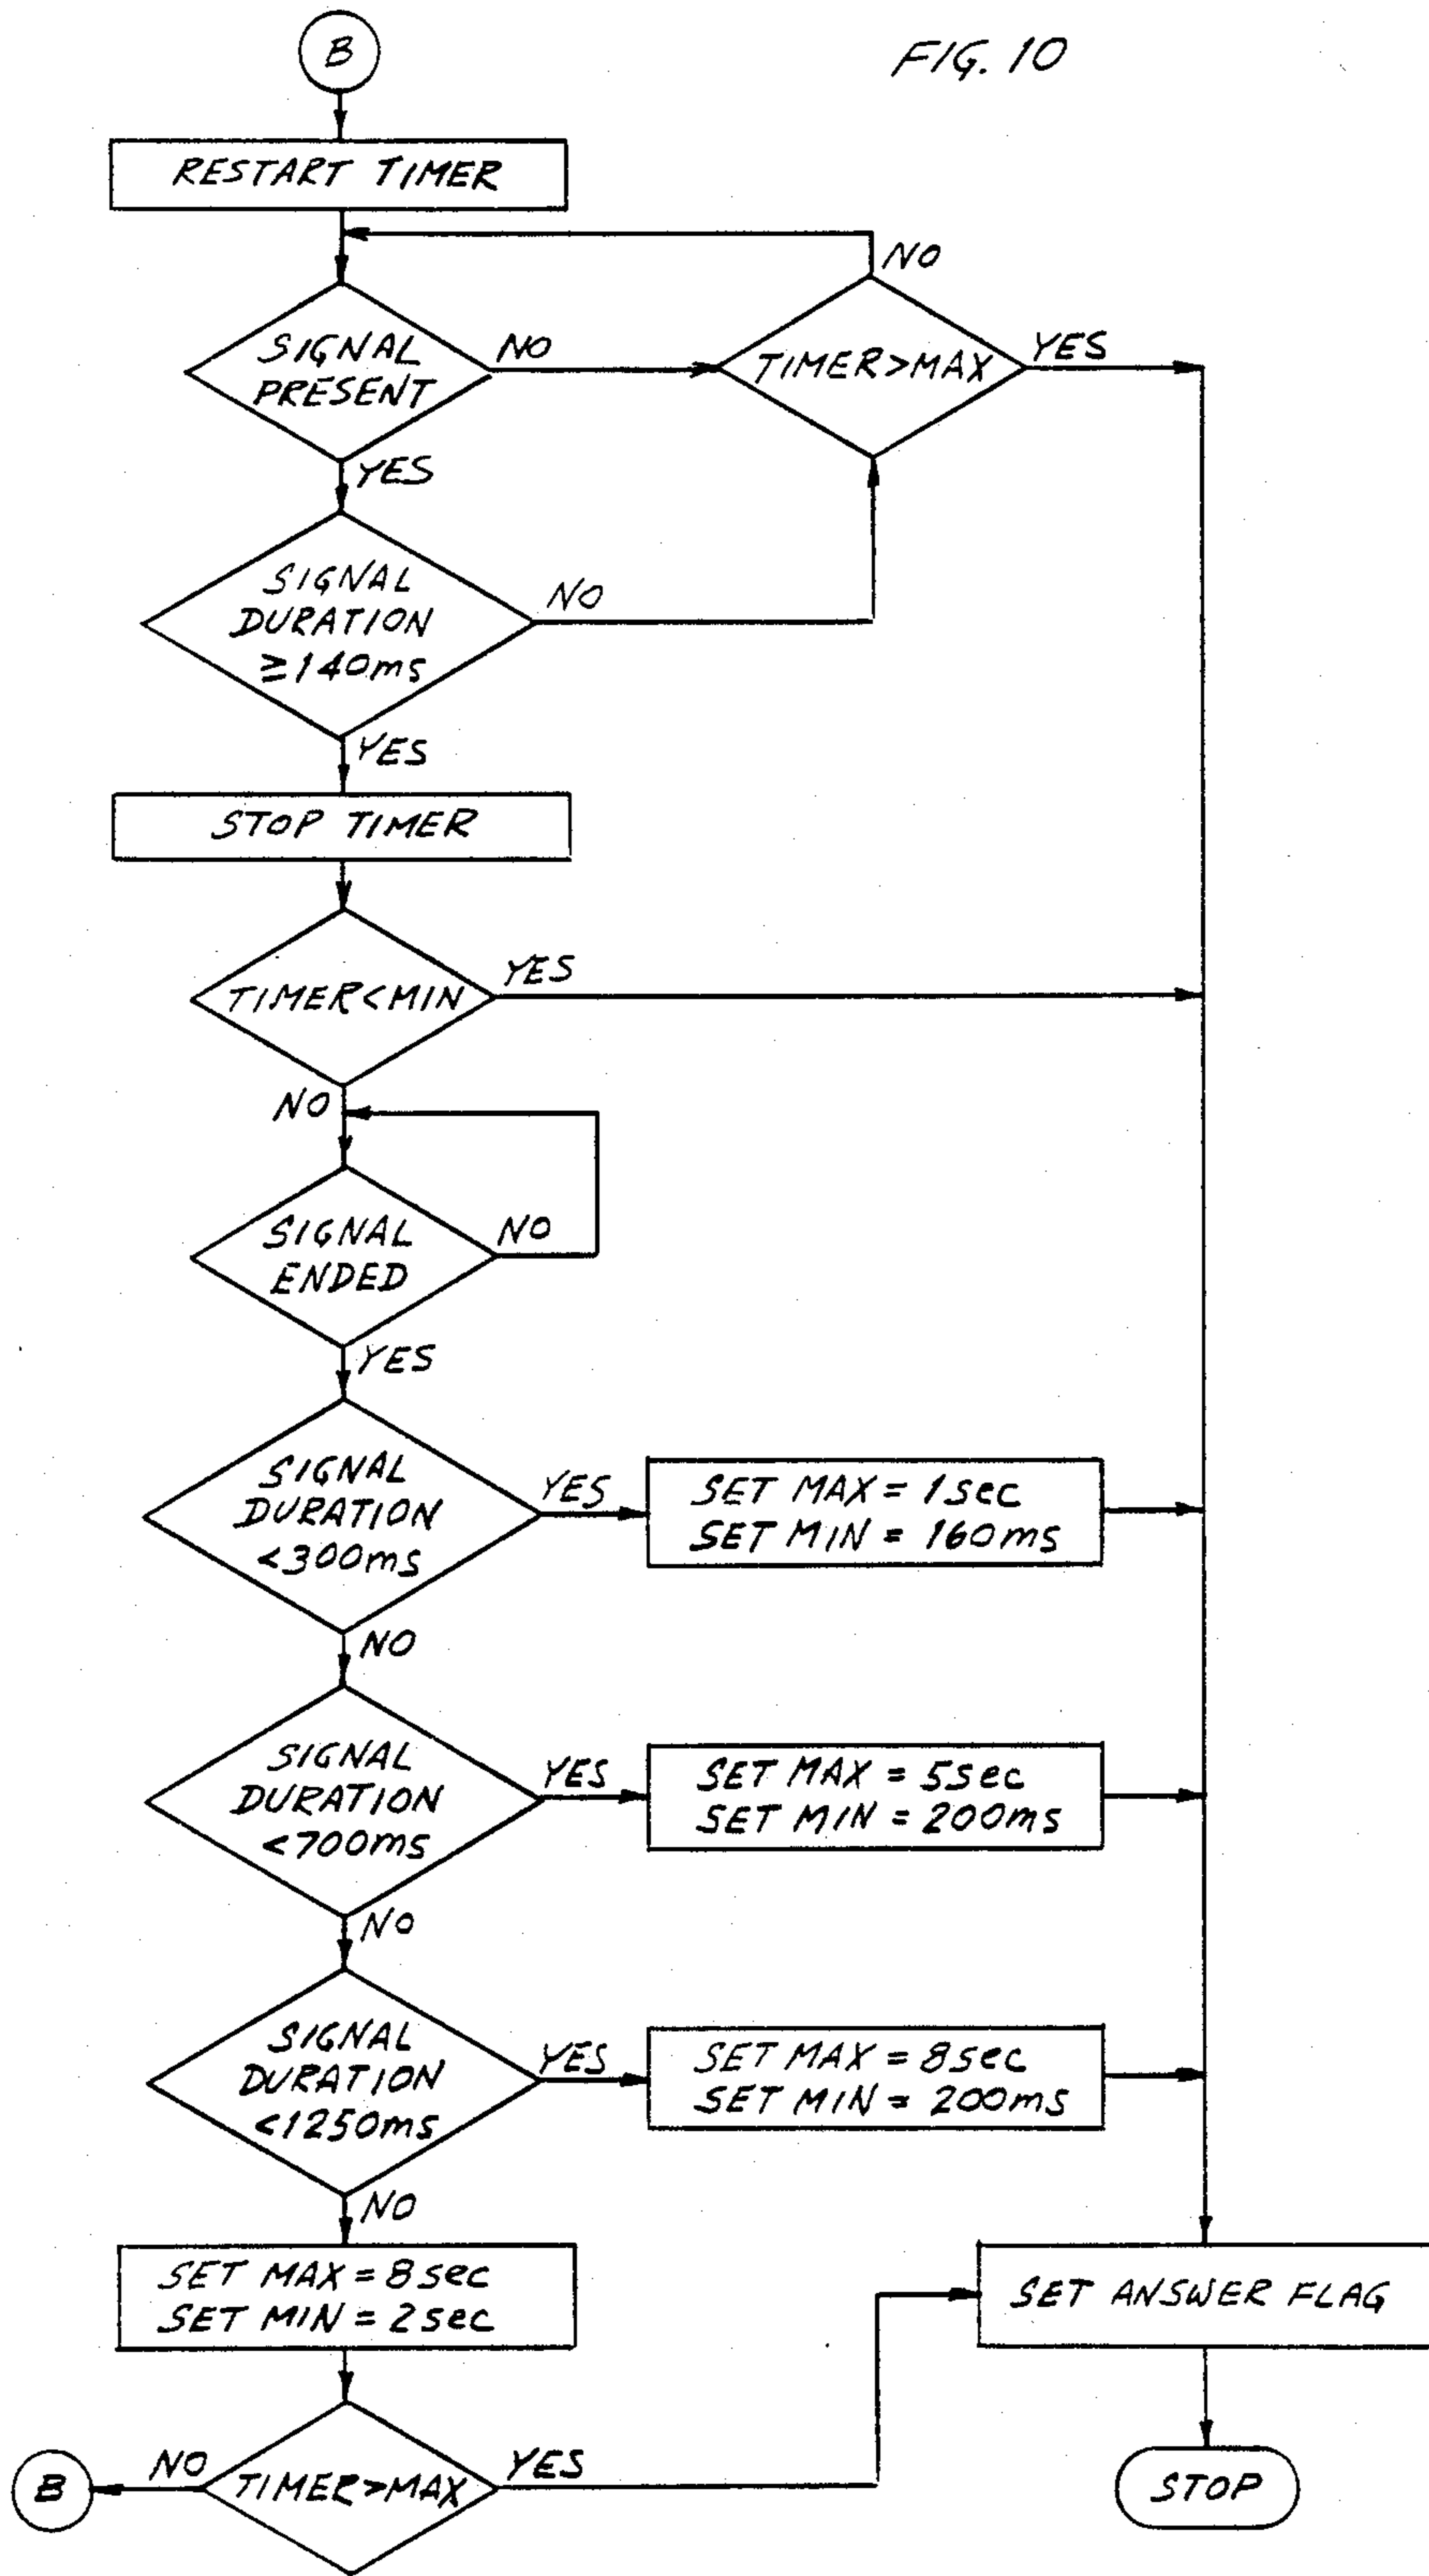 B
FIG. 10
RESTART TIMER
NO
SIGNAL
PRESENT
NO
TIMER>MAX
YES
YES
SIGNAL
DURATION
≥140ms
NO
YES
STOP TIMER
TIMER<MIN
YES
NO
SIGNAL
ENDED
NO
YES
SIGNAL
DURATION
<300ms
YES
SET MAX = 1sec
SET MIN = 160ms
NO
SIGNAL
DURATION
<700ms
YES
SET MAX = 5sec
SET MIN = 200ms
NO
SIGNAL
DURATION
<1250ms
YES
SET MAX = 8sec
SET MIN = 200ms
NO
SET MAX = 8sec
SET MIN = 2sec
SET ANSWER FLAG
B
NO
TIMER>MAX
YES
STOP